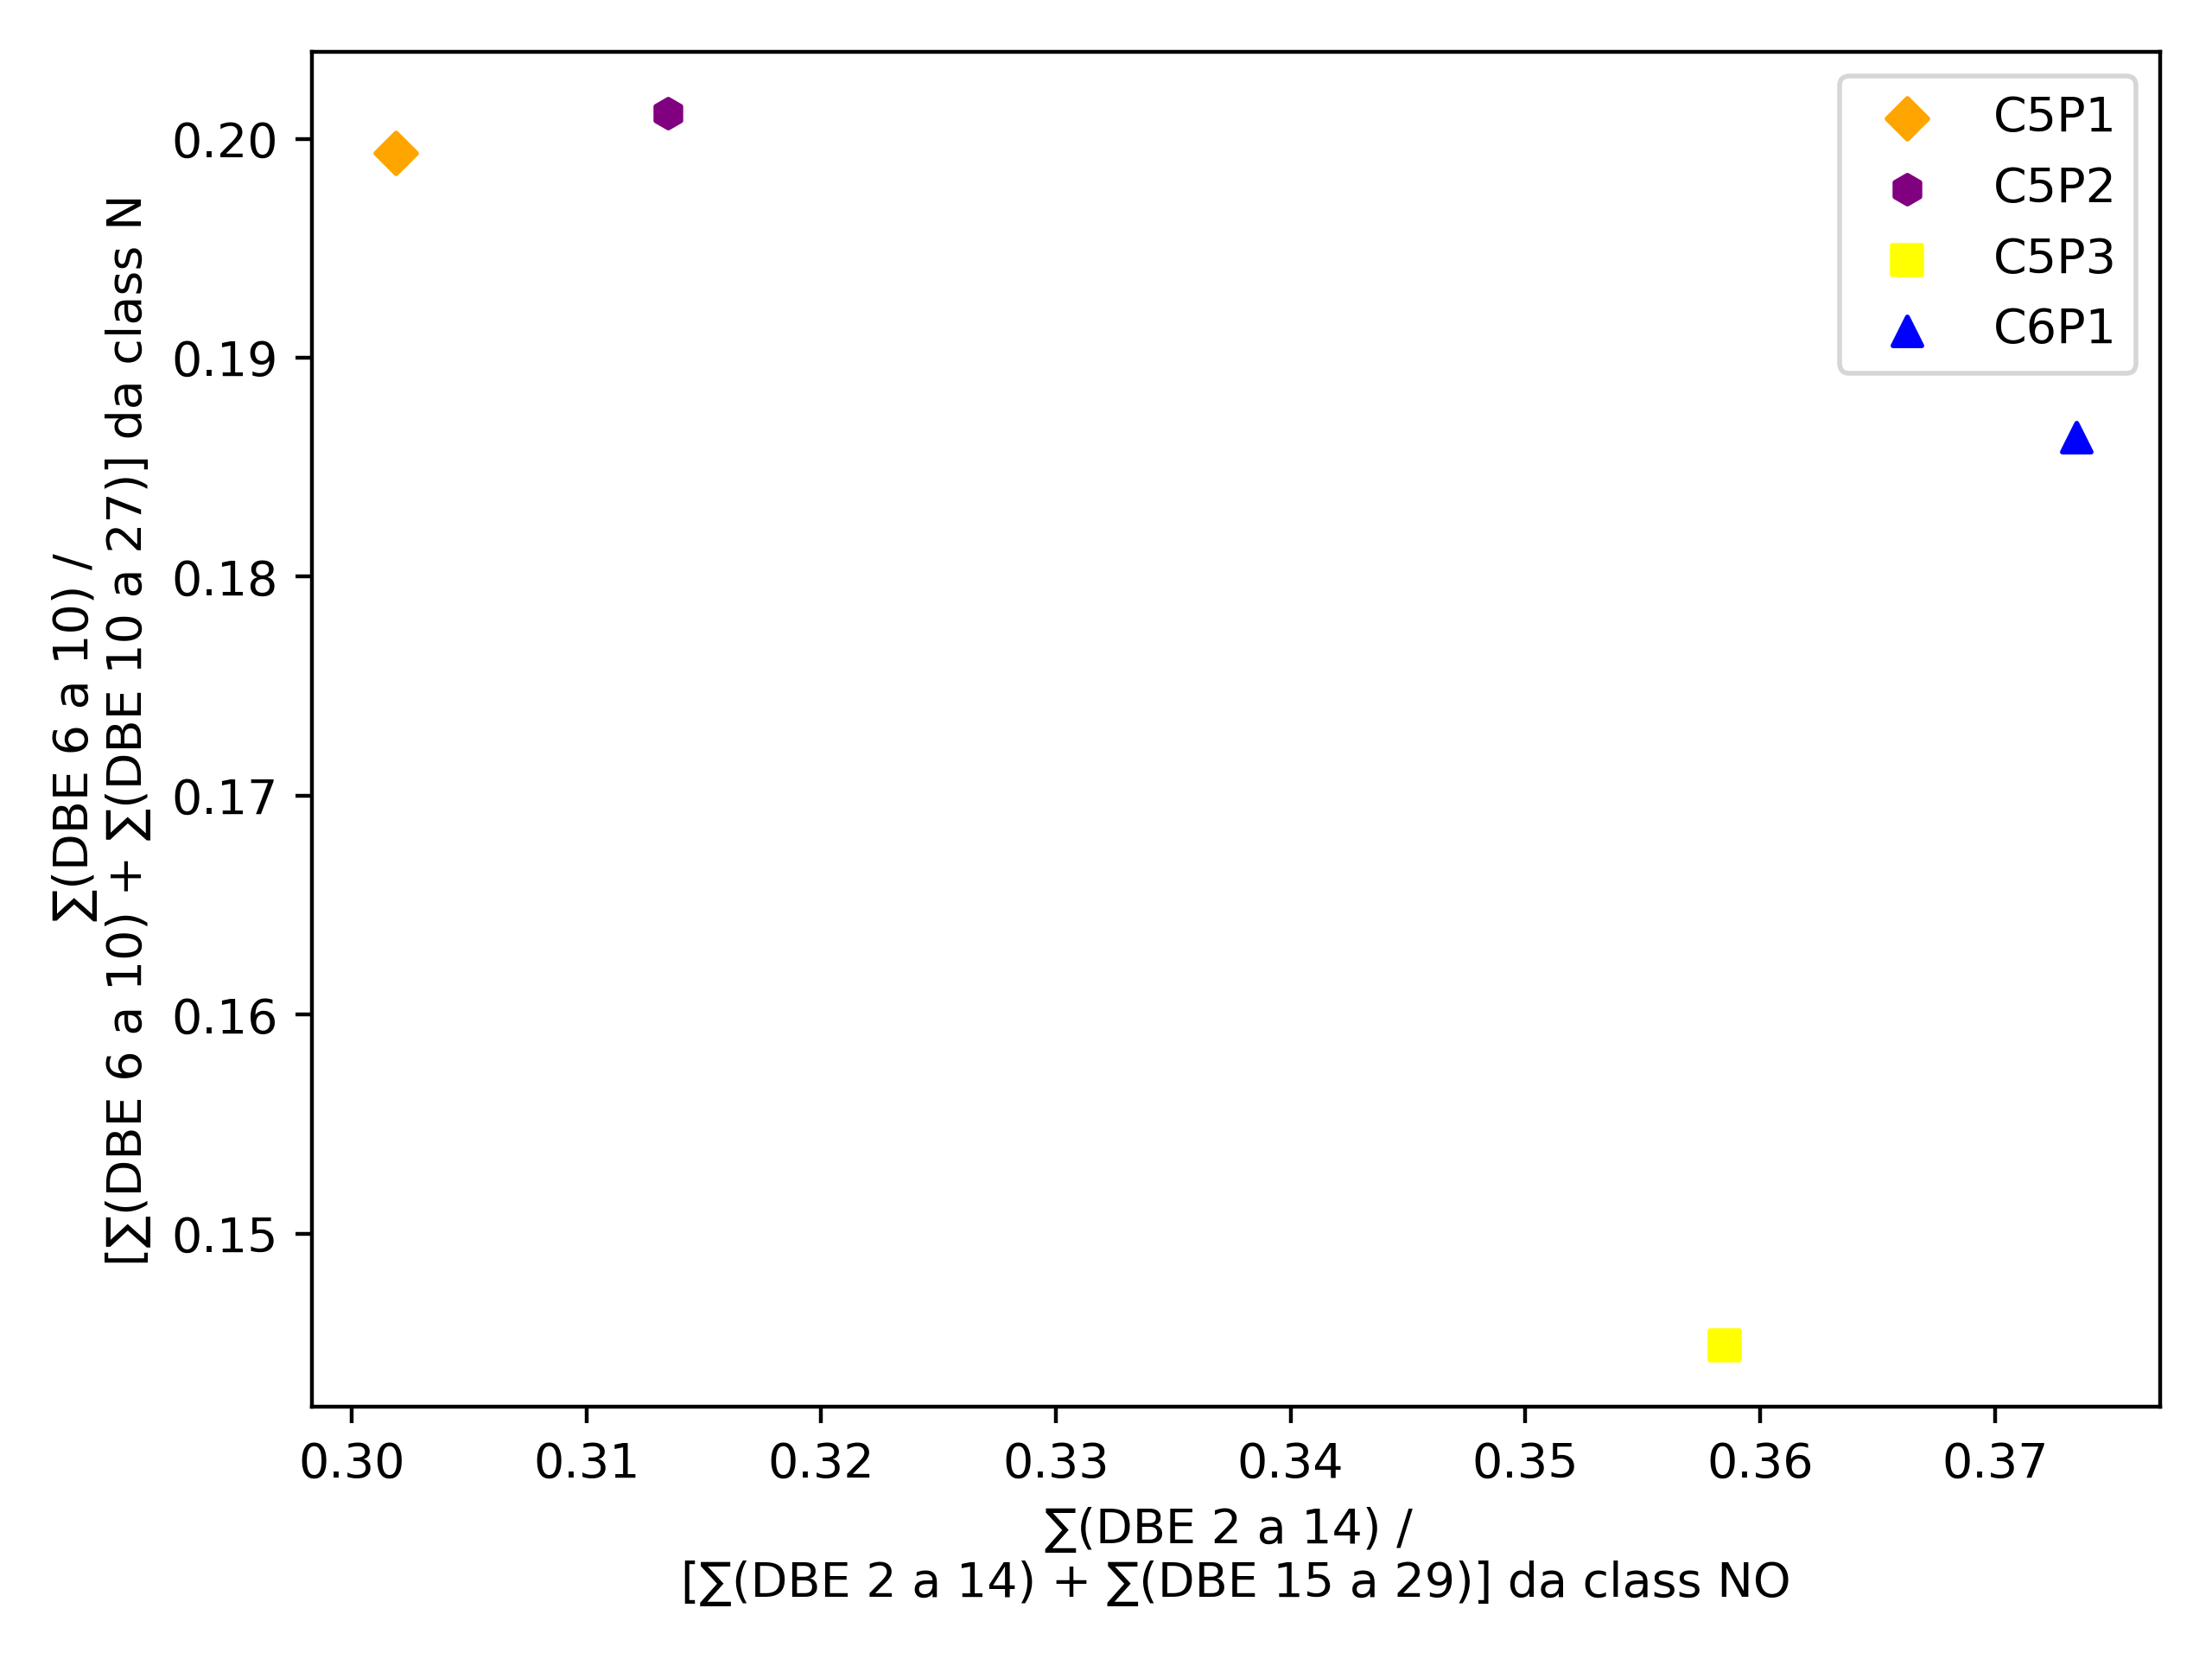 ∑(DBE 6 a 10) /
[∑(DBE 6 a 10) + ∑(DBE 10 a 27)] da class N
0.20
0.19
0.18
0.17
0.16
0.15
C5P1
C5P2
C5P3
C6P1
0.30 0.31 0.32 0.33 0.34 0.35 0.36 0.37
∑(DBE 2 a 14) /
[∑(DBE 2 a 14) + ∑(DBE 15 a 29)] da class NO